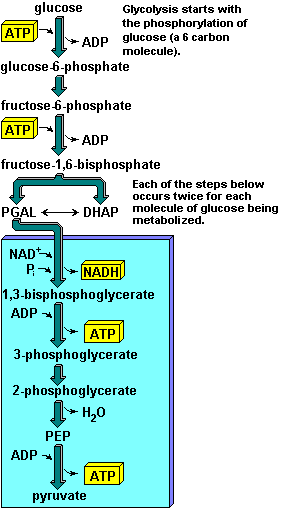 glucose
Glycolysis starts with
the phosphorylation of
glucose (a 6 carbon
molecule).
ATP
ADP
glucose-6-phosphate
fructose-6-phosphate
ATP
ADP
fructose-1,6-bisphosphate
Each of the steps below
occurs twice for each
molecule of glucose being
metabolized.
PGAL DHAP
NAD+
Pi
NADH
1,3-bisphosphoglycerate
ADP
ATP
3-phosphoglycerate
2-phosphoglycerate
H2O
PEP
ADP
ATP
pyruvate